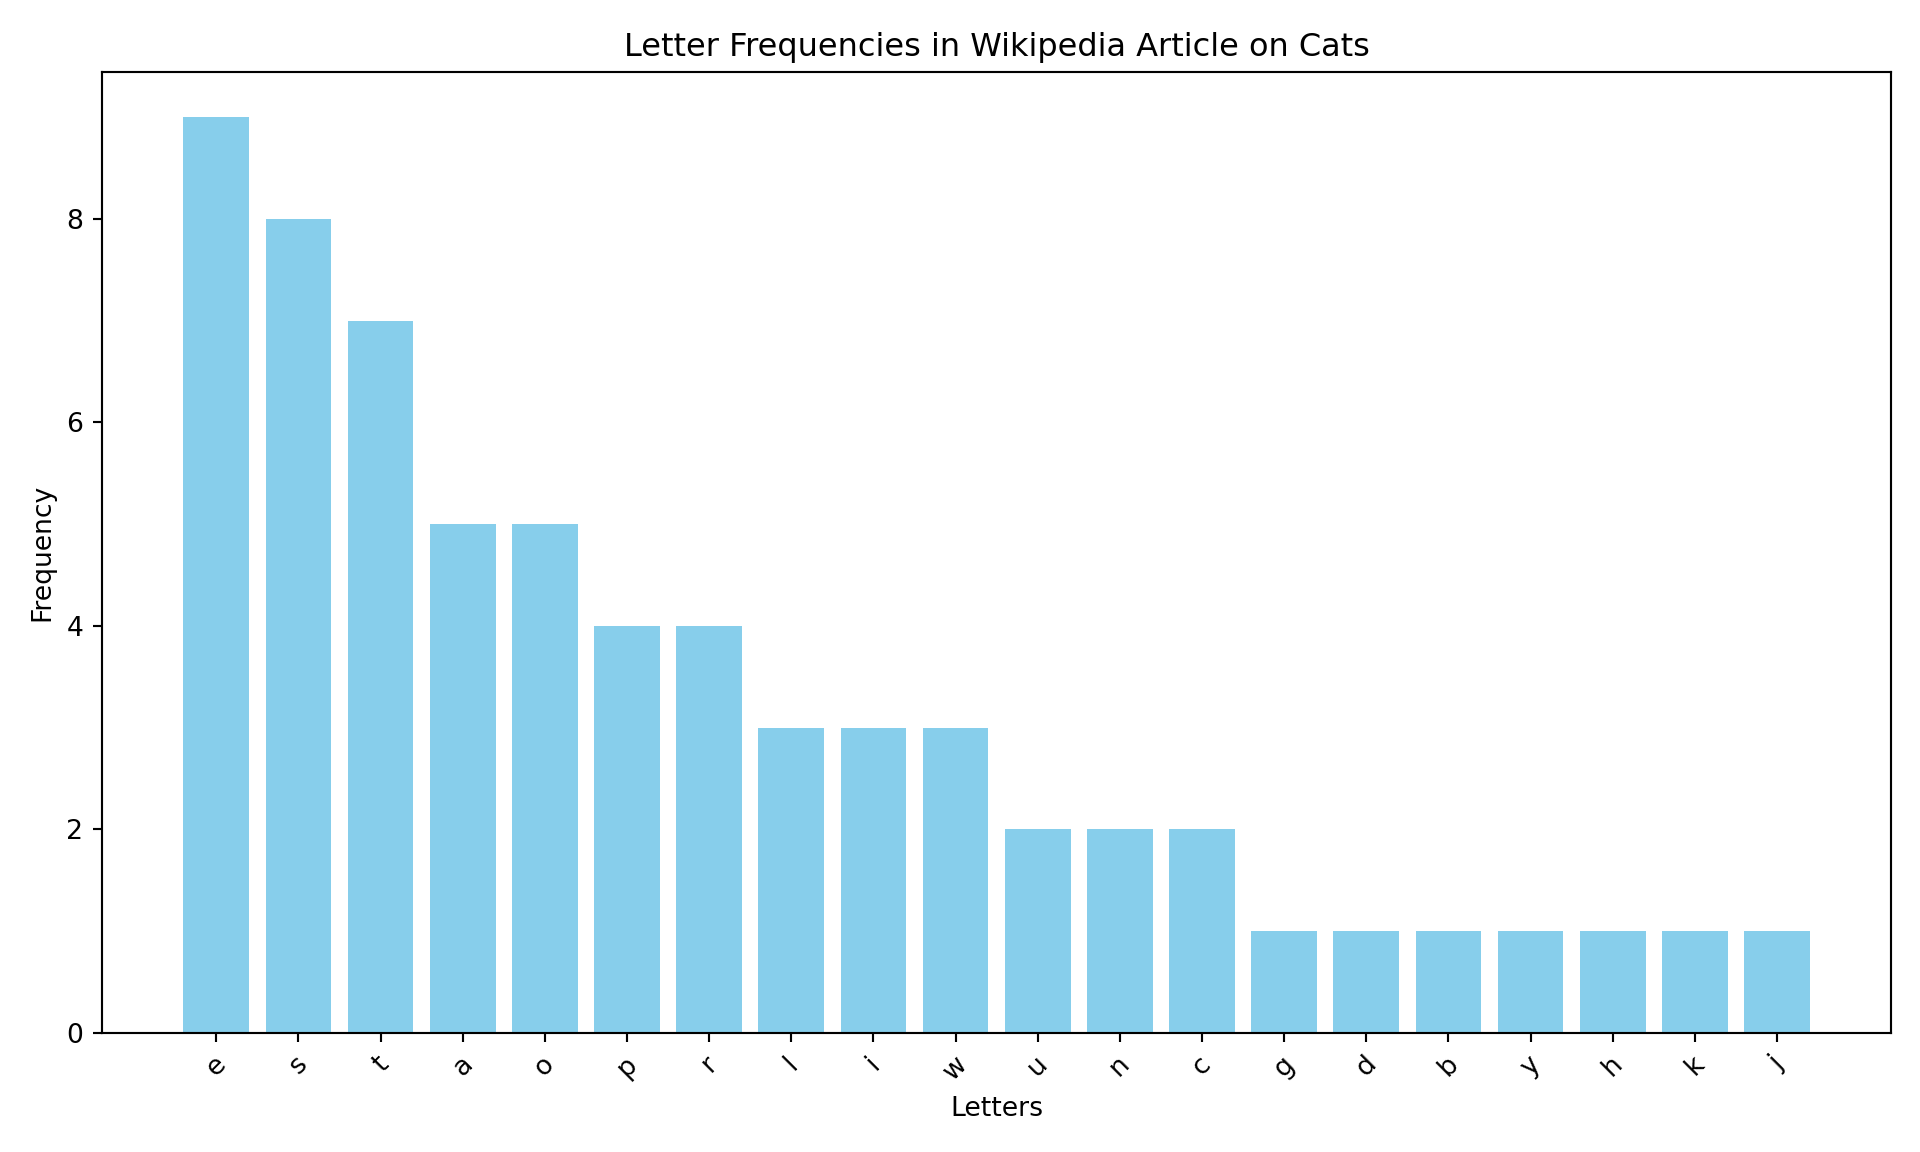 Letter Frequencies in Wikipedia Article on Cats
Frequency
8
6
4
2
0
e s t a o p r l i w u n c g d b y h k j
Letters